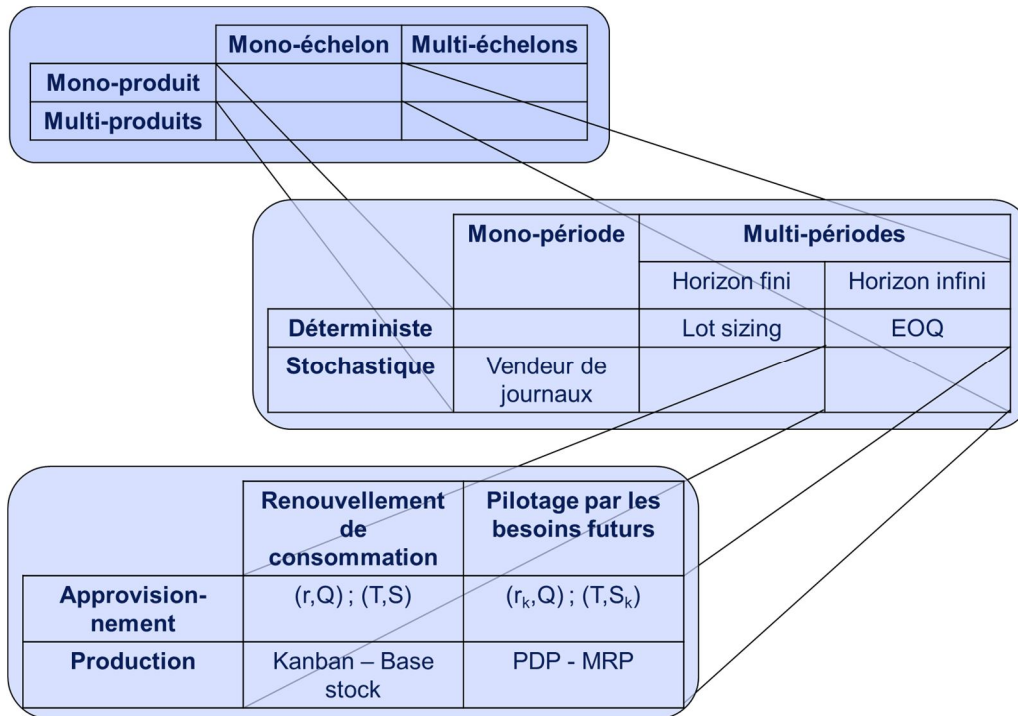 Mono-échelon Multi-échelons
Mono-produit
Multi-produits
Mono-période Multi-périodes
Horizon fini Horizon infini
Déterministe Lot sizing EOQ
Stochastique Vendeur de
journaux
Renouvellement Pilotage par les
de besoins futurs
consommation
Approvision- (r,Q) ; (T,S) (rₖ,Q) ; (T,Sₖ)
nement
Production Kanban – Base PDP - MRP
stock